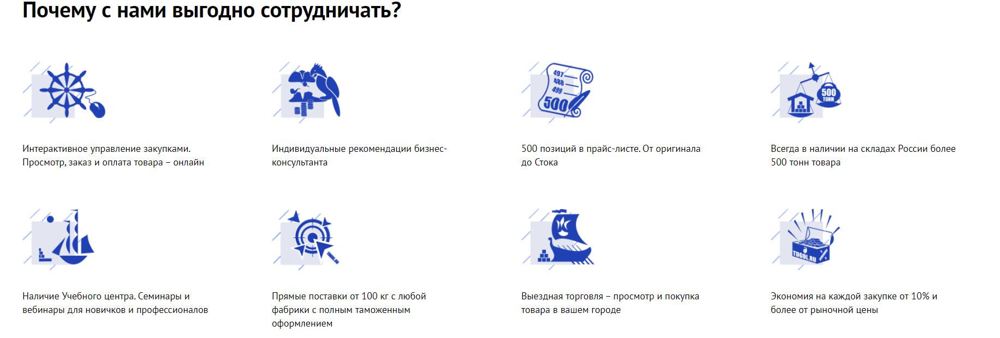 Почему с нами выгодно сотрудничать?
497
488
499
500
500
ТОНН
Интерактивное управление закупками.
Просмотр, заказ и оплата товара – онлайн
Индивидуальные рекомендации бизнес-
консультанта
500 позиций в прайс-листе. От оригинала
до Стока
Всегда в наличии на складах России более
500 тонн товара
TDGOL.RU
TDGOL.RU
Наличие Учебного центра. Семинары и
вебинары для новичков и профессионалов
Прямые поставки от 100 кг с любой
фабрики с полным таможенным
оформлением
Выездная торговля – просмотр и покупка
товара в вашем городе
Экономия на каждой закупке от 10% и
более от рыночной цены